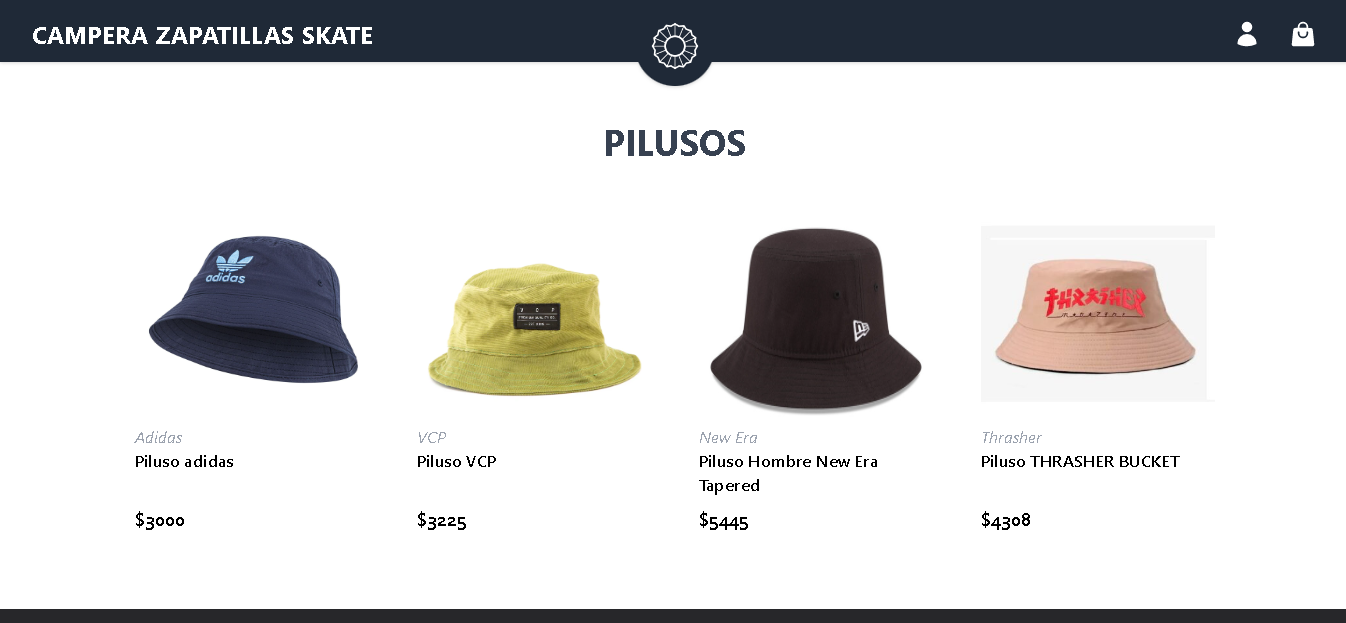 CAMPERA ZAPATILLAS SKATE
PILUSOS
adidas
V C P
THRASHER
MAGAZINE
Adidas
VCP
New Era
Thrasher
Piluso adidas
Piluso VCP
Piluso Hombre New Era
Tapered
Piluso THRASHER BUCKET
$3000
$3225
$5445
$4308